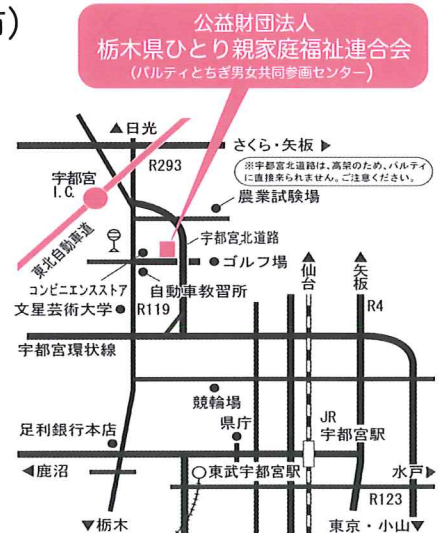 市)
公益財団法人
栃木県ひとり親家庭福祉連合会
(パルティとちぎ男女共同参画センター)
▲日光
さくら・矢板▶
R293
※宇都宮北道路は、高架のため、パルティ
に直接来られません。ご注意ください。
宇都宮
I.C.
農業試験場
東北自動車道
宇都宮北道路
ゴルフ場
コンビニエンスストア
自動車教習所
▲仙台
▲矢板
文星芸術大学
R119
R4
宇都宮環状線
競輪場
県庁
JR
宇都宮駅
足利銀行本店
◀鹿沼
東武宇都宮駅
水戸▶
R123
▼栃木
東京・小山▼